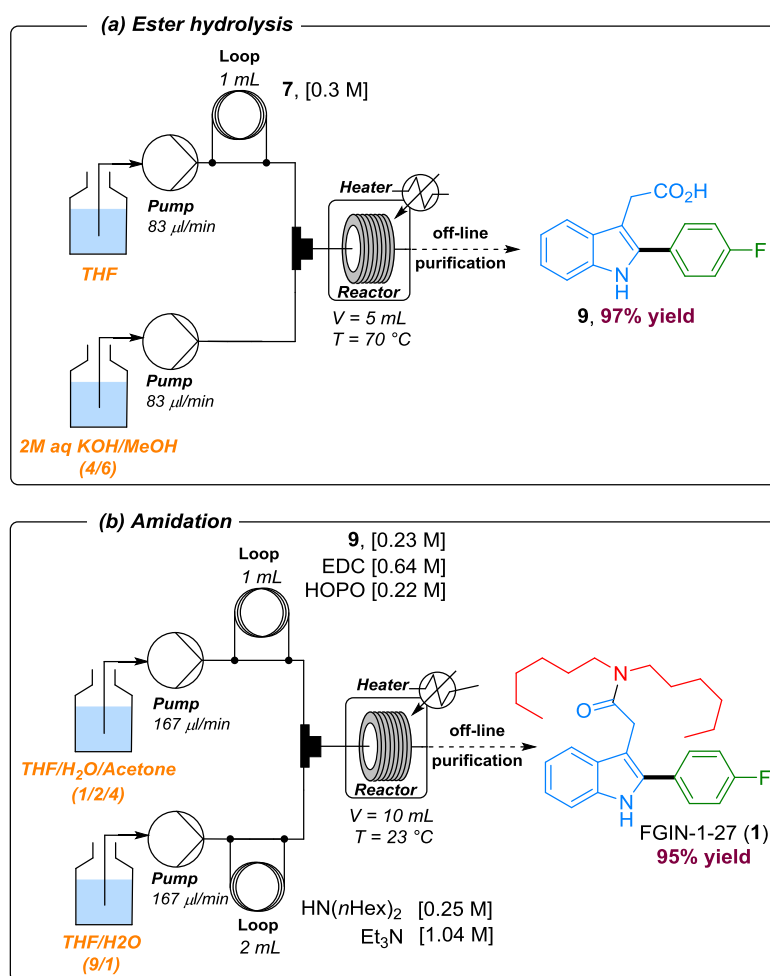 (a) Ester hydrolysis
Loop
1 mL
7, [0.3 M]
Pump
83 μl/min
THF
Heater
Reactor
V = 5 mL
T = 70 °C
off-line
purification
CO2H
F
N
H
9, 97% yield
Pump
83 μl/min
2M aq KOH/MeOH
(4/6)
(b) Amidation
Loop
1 mL
9, [0.23 M]
EDC [0.64 M]
HOPO [0.22 M]
Pump
167 μl/min
THF/H2O/Acetone
(1/2/4)
Heater
Reactor
V = 10 mL
T = 23 °C
off-line
purification
N
O
F
N
H
FGIN-1-27 (1)
95% yield
Pump
167 μl/min
THF/H2O
(9/1)
Loop
2 mL
HN(nHex)2 [0.25 M]
Et3N [1.04 M]